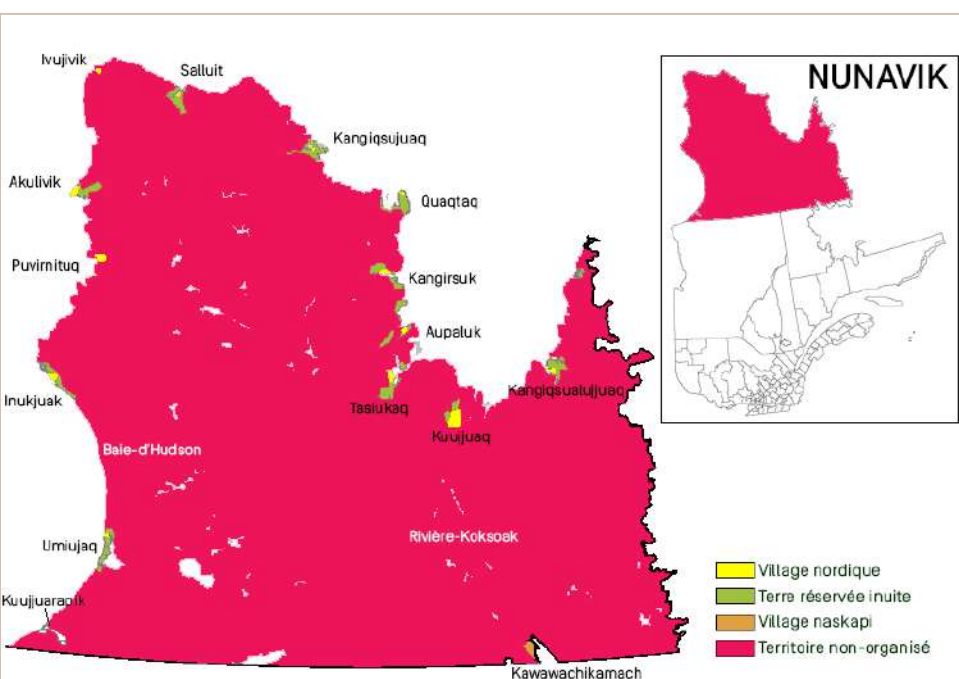 NUNAVIK
Ivujivik
Salluit
Kangiqsujuaq
Akulivik
Quaqtaq
Puvirnituq
Kangirsuk
Aupaluk
Inukjuak
Tasiukaq
Kangiqsualujjuaq
Kuujjuaq
Baie-d'Hudson
Umiujaq
Rivière-Koksoak
Kuujjuarapik
Kawawachikamach
Village nordique
Terre réservée inuite
Village naskapi
Territoire non-organisé